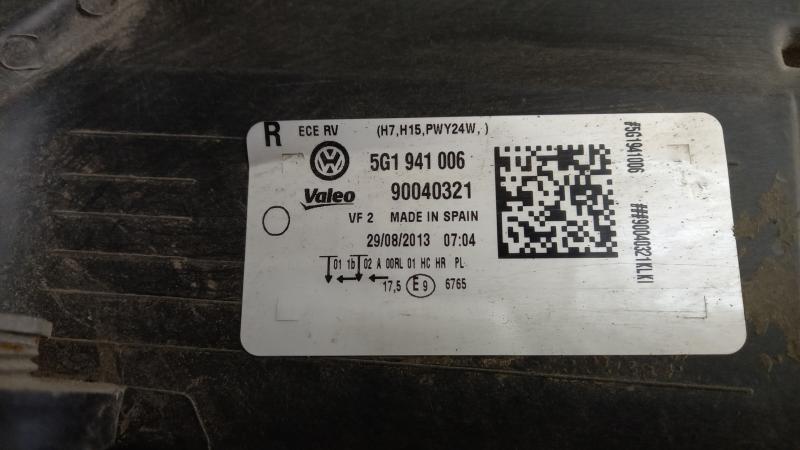 R ECE RV (H7,H15,PWY24W, )
5G1 941 006
Valeo 90040321
VF 2 MADE IN SPAIN
29/08/2013 07:04
01 1b 02 A 00RL 01 HC HR PL
17,5 E9 6765
#5G1941006
###90040321KLKI